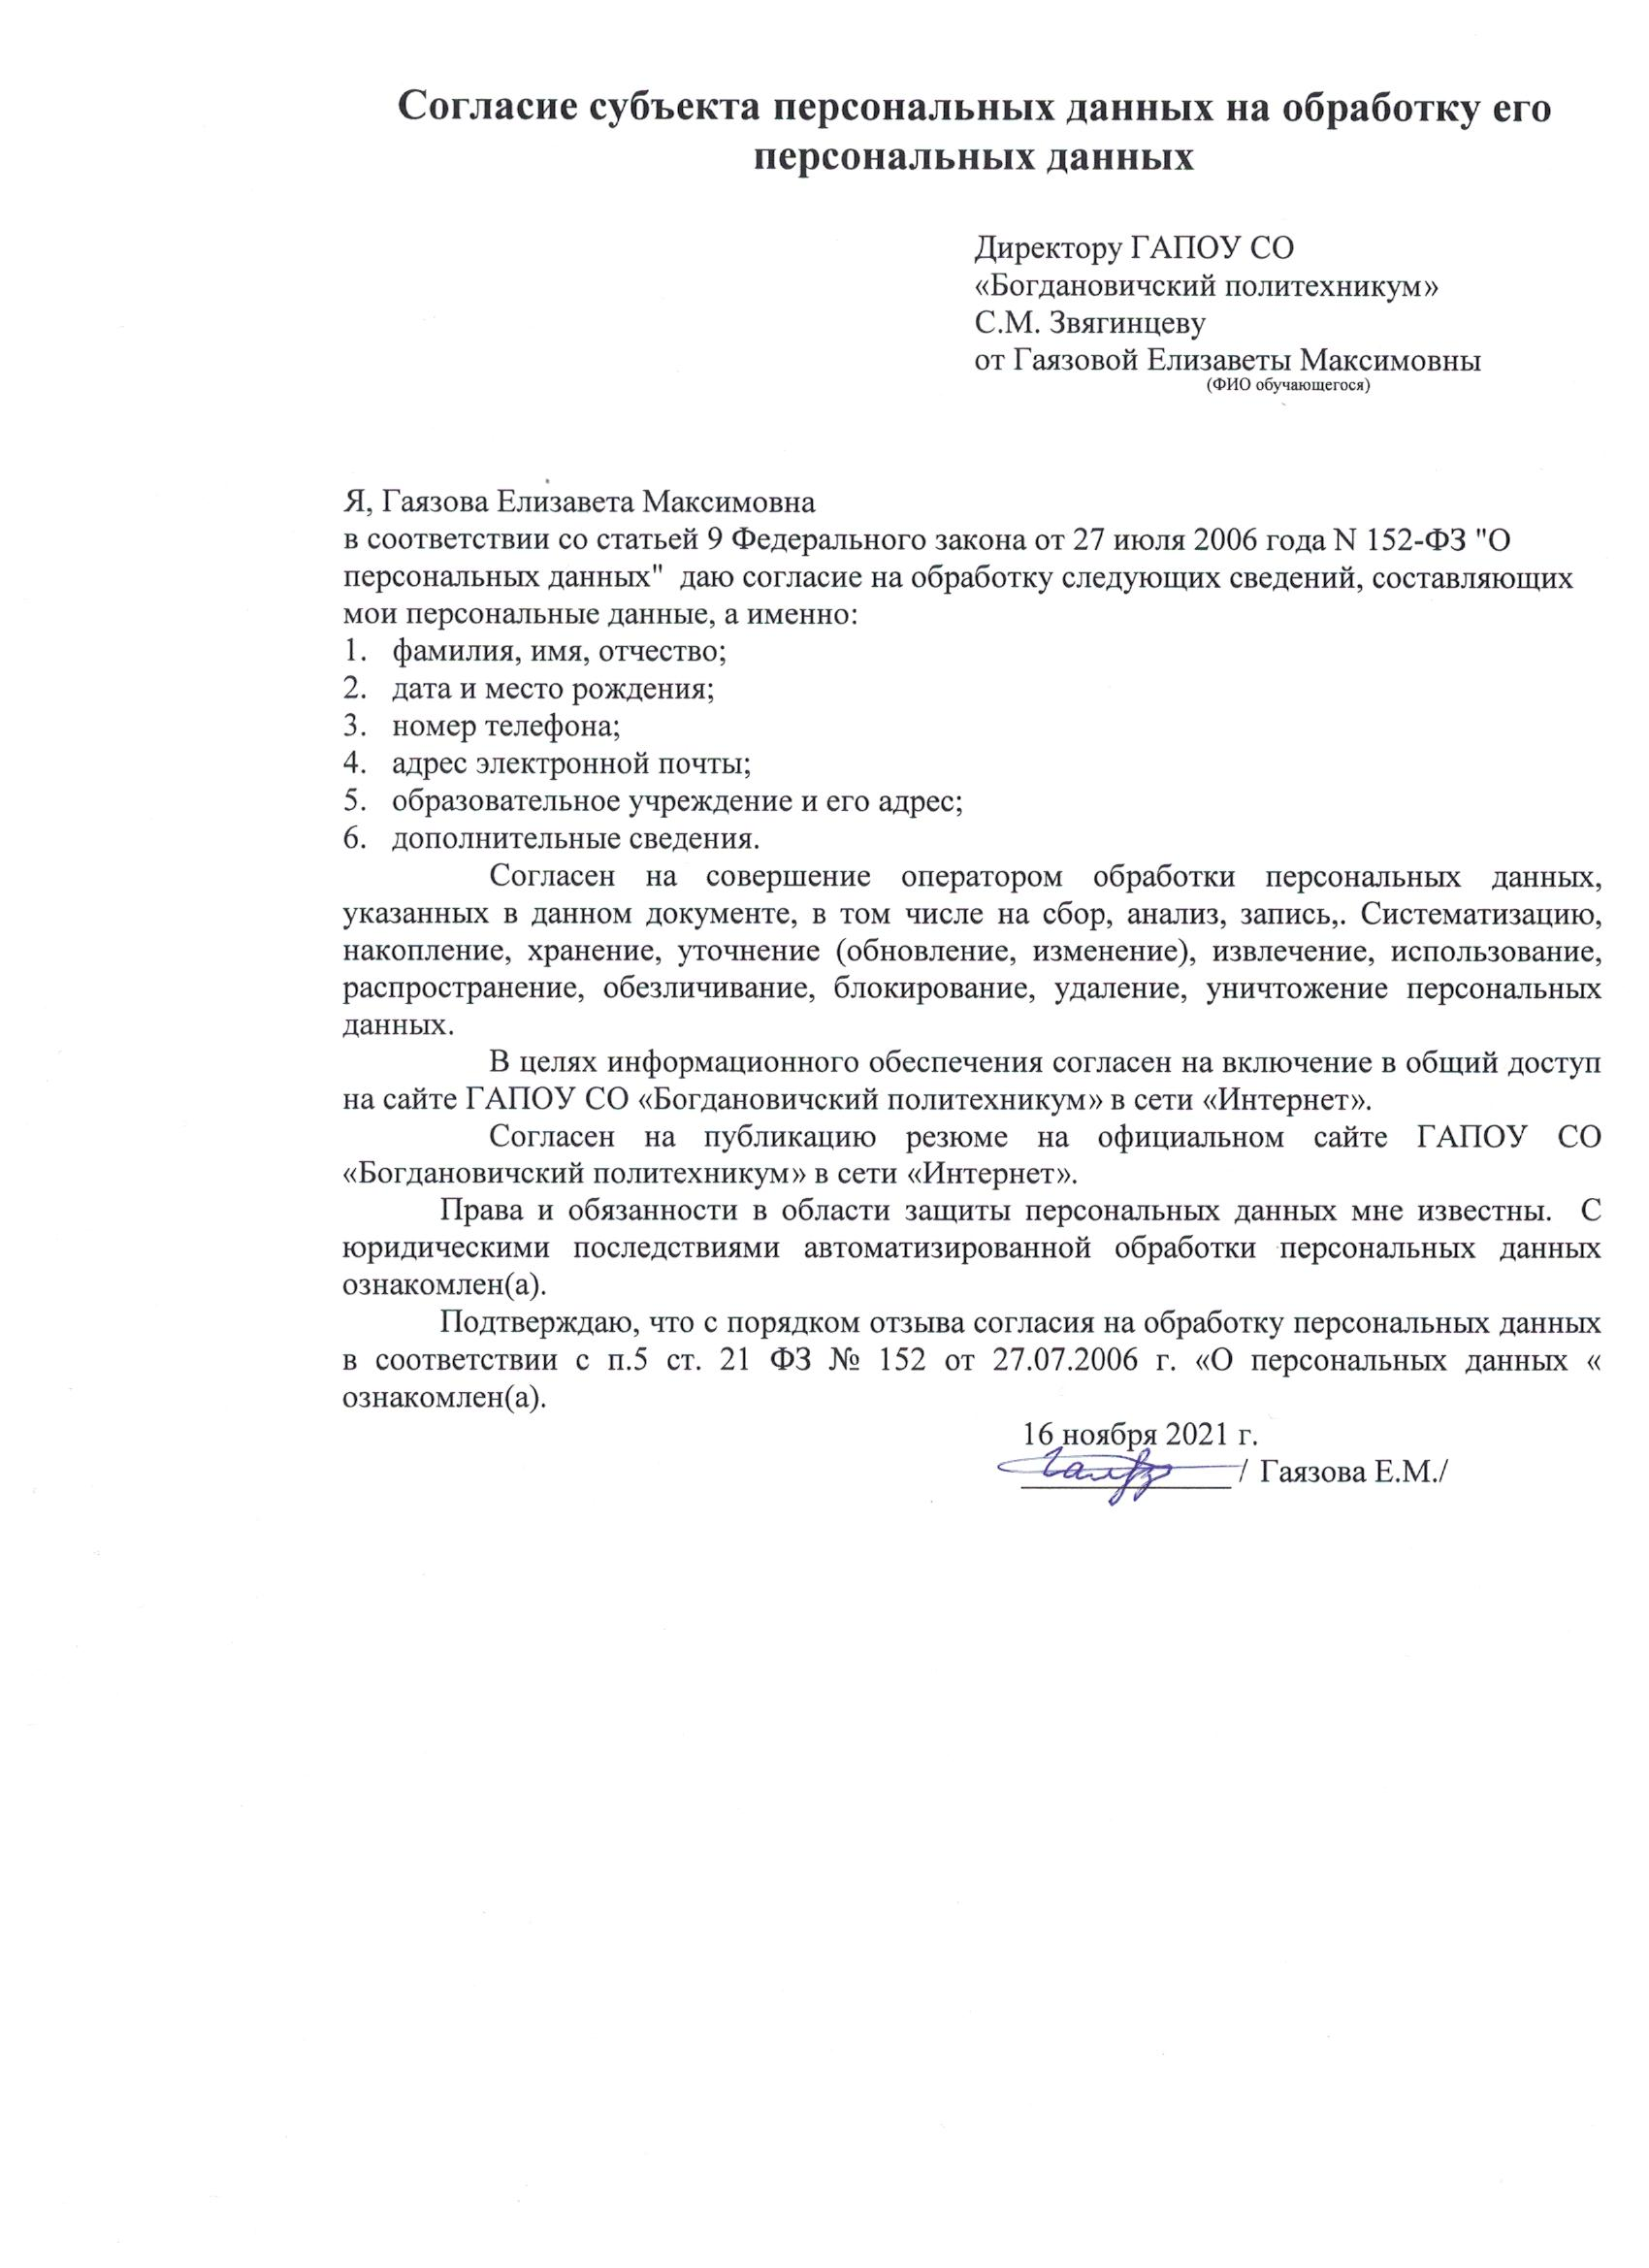 Согласие субъекта персональных данных на обработку его
персональных данных
Директору ГАПОУ СО
«Богдановичский политехникум»
С.М. Звягинцеву
от Гаязовой Елизаветы Максимовны
(ФИО обучающегося)
Я, Гаязова Елизавета Максимовна
в соответствии со статьей 9 Федерального закона от 27 июля 2006 года N 152-ФЗ "О
персональных данных"  даю согласие на обработку следующих сведений, составляющих
мои персональные данные, а именно:
1. фамилия, имя, отчество;
2. дата и место рождения;
3. номер телефона;
4. адрес электронной почты;
5. образовательное учреждение и его адрес;
6. дополнительные сведения.
Согласен на совершение оператором обработки персональных данных,
указанных в данном документе, в том числе на сбор, анализ, запись,. Систематизацию,
накопление, хранение, уточнение (обновление, изменение), извлечение, использование,
распространение, обезличивание, блокирование, удаление, уничтожение персональных
данных.
В целях информационного обеспечения согласен на включение в общий доступ
на сайте ГАПОУ СО «Богдановичский политехникум» в сети «Интернет».
Согласен на публикацию резюме на официальном сайте ГАПОУ СО
«Богдановичский политехникум» в сети «Интернет».
Права и обязанности в области защиты персональных данных мне известны. С
юридическими последствиями автоматизированной обработки персональных данных
ознакомлен(а).
Подтверждаю, что с порядком отзыва согласия на обработку персональных данных
в соответствии с п.5 ст. 21 ФЗ № 152 от 27.07.2006 г. «О персональных данных «
ознакомлен(а).
16 ноября 2021 г.
/ Гаязова Е.М./